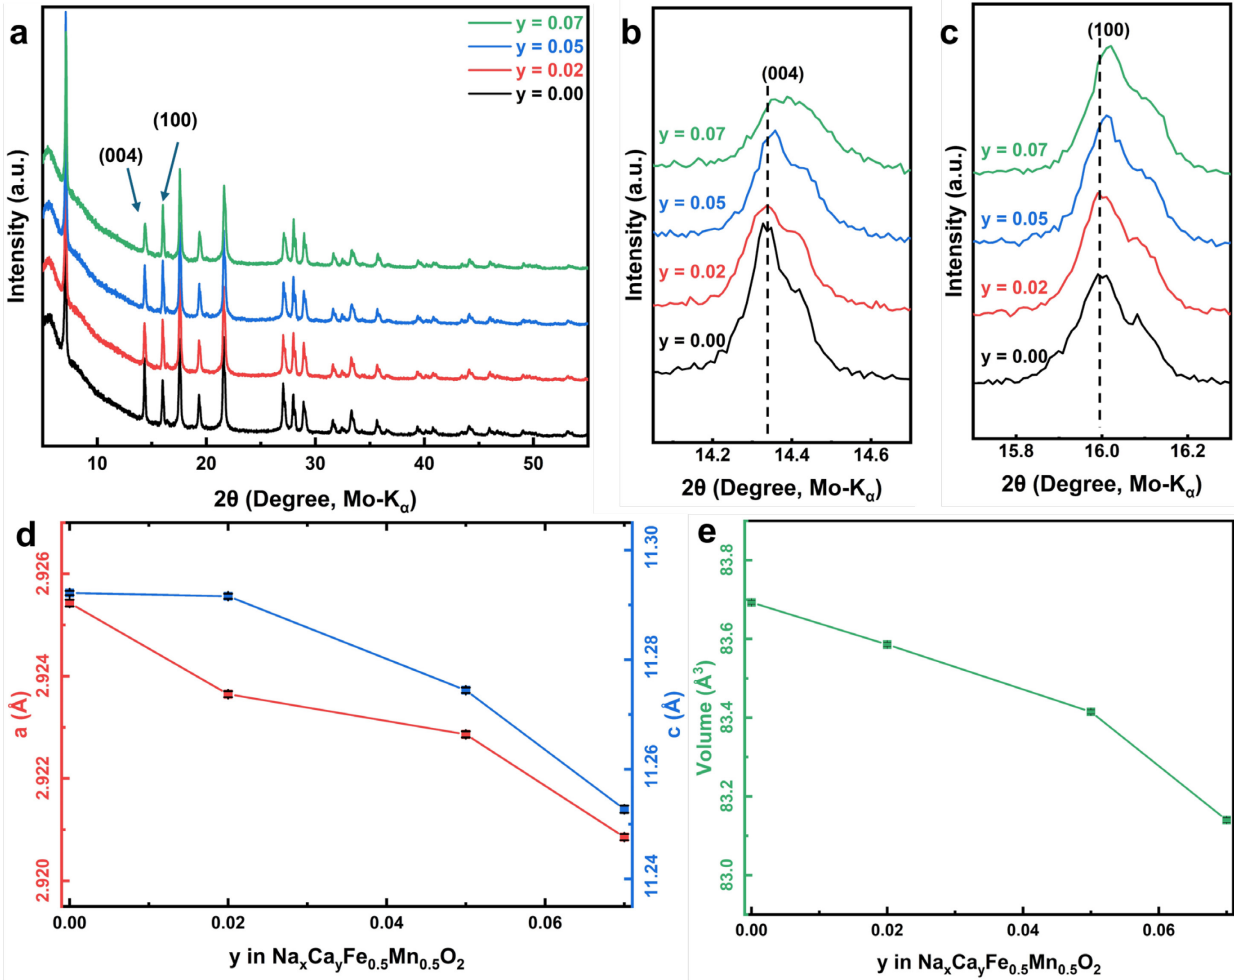 a
y = 0.07
y = 0.05
y = 0.02
y = 0.00
(100)
(004)
Intensity (a.u.)
10 20 30 40 50
2θ (Degree, Mo-Kα)
b
(004)
y = 0.07
y = 0.05
y = 0.02
y = 0.00
Intensity (a.u.)
14.2 14.4 14.6
2θ (Degree, Mo-Kα)
c
(100)
y = 0.07
y = 0.05
y = 0.02
y = 0.00
Intensity (a.u.)
15.8 16.0 16.2
2θ (Degree, Mo-Kα)
d
2.926
2.924
2.922
2.920
a (Å)
11.30
11.28
11.26
11.24
c (Å)
0.00 0.02 0.04 0.06
y in NaxCayFe0.5Mn0.5O2
e
83.8
83.6
83.4
83.2
83.0
Volume (Å³)
0.00 0.02 0.04 0.06
y in NaxCayFe0.5Mn0.5O2